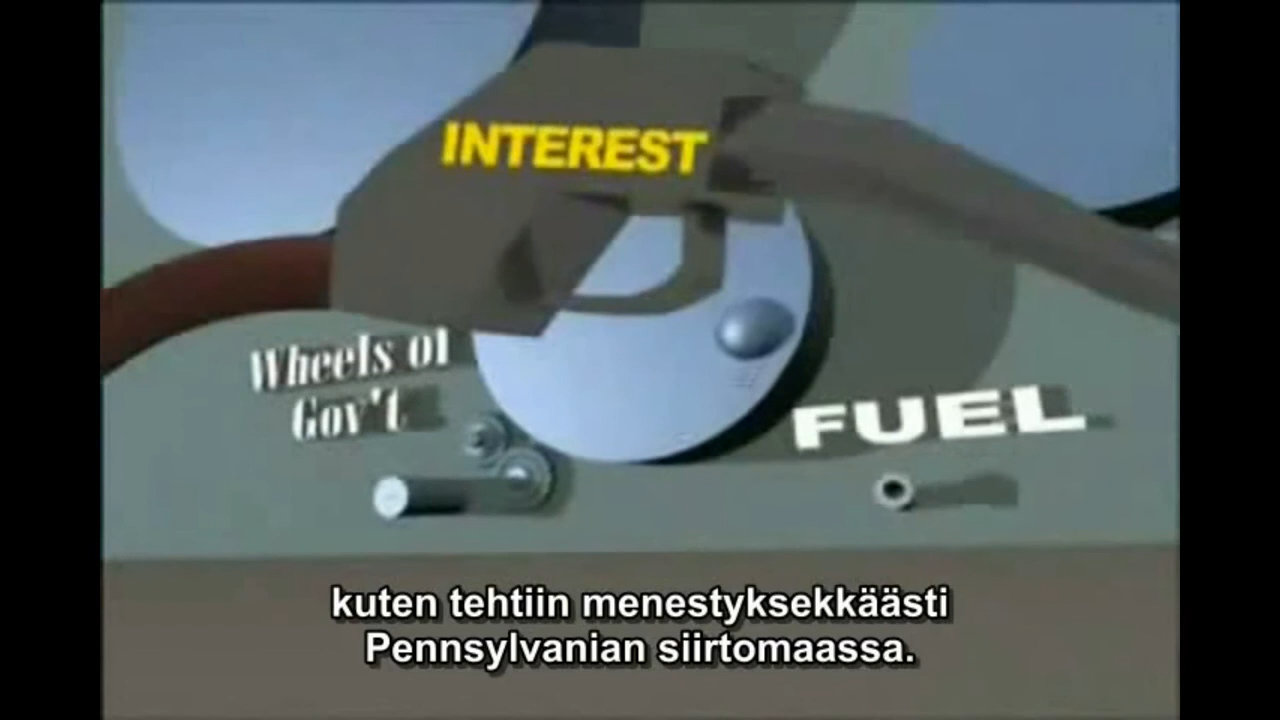 INTEREST
Wheels of
Gov't
FUEL
kuten tehtiin menestyksekkäästi
Pennsylvanian siirtomaassa.